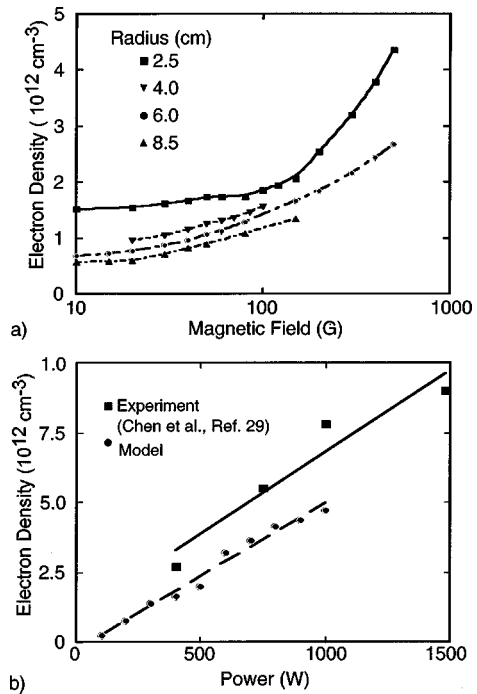 5
4
3
2
1
0
Electron Density ( 10¹² cm⁻³)
Radius (cm)
2.5
4.0
6.0
8.5
10
100
1000
a)
Magnetic Field (G)
1.0
7.5
5.0
2.5
0
Electron Density (10¹² cm⁻³)
Experiment
(Chen et al., Ref. 29)
Model
0
500
1000
1500
b)
Power (W)